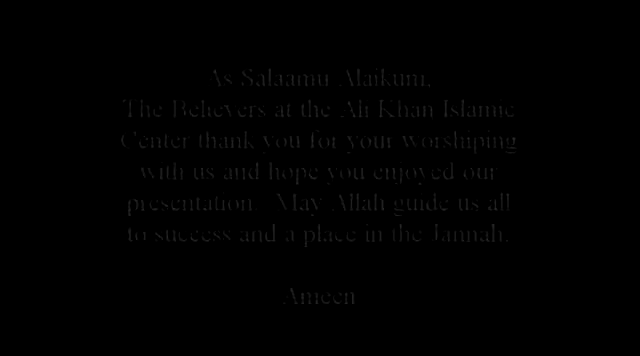 As Salaamu Alaikum,
The Believers at the Ali Khan Islamic
Center thank you for your worshiping
with us and hope you enjoyed our
presentation. May Allah guide us all
to success and a place in the Jannah.
Ameen